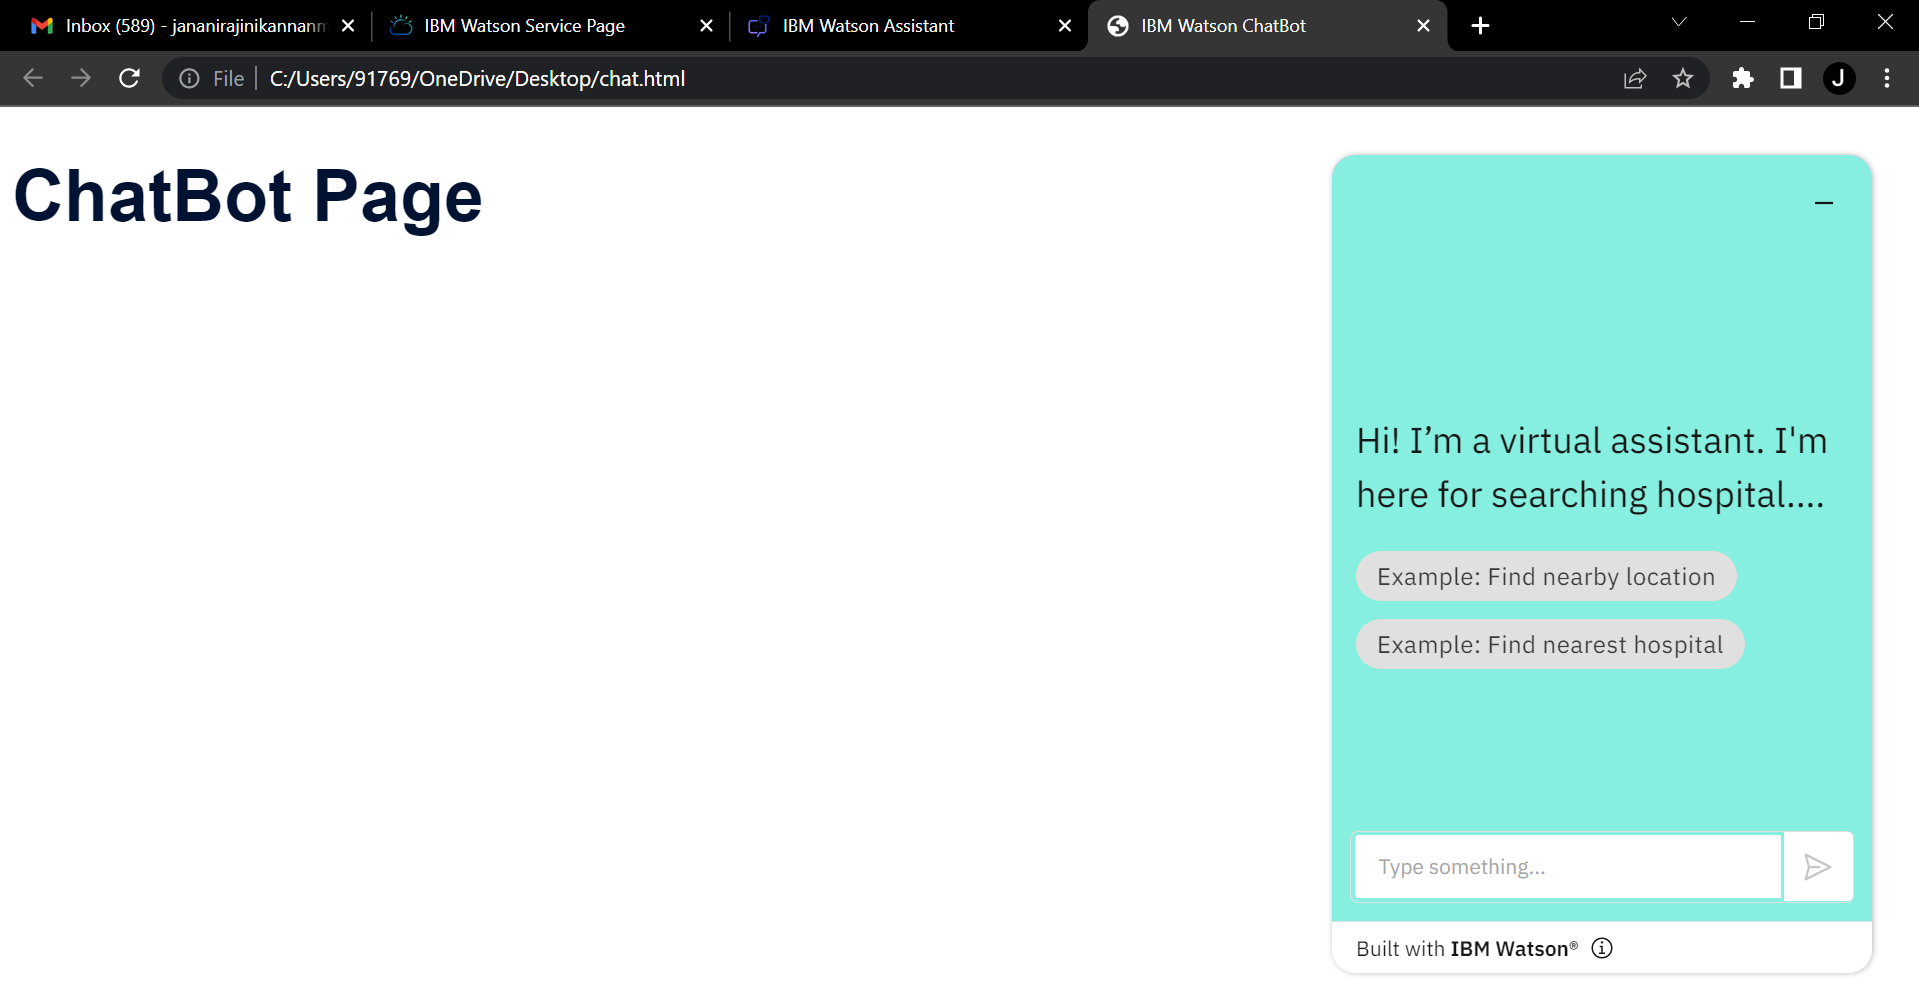 Inbox (589) - jananirajinikannanm
IBM Watson Service Page
IBM Watson Assistant
IBM Watson ChatBot
File
C:/Users/91769/OneDrive/Desktop/chat.html
J
ChatBot Page
Hi! I’m a virtual assistant. I'm
here for searching hospital....
Example: Find nearby location
Example: Find nearest hospital
Type something...
Built with IBM Watson®